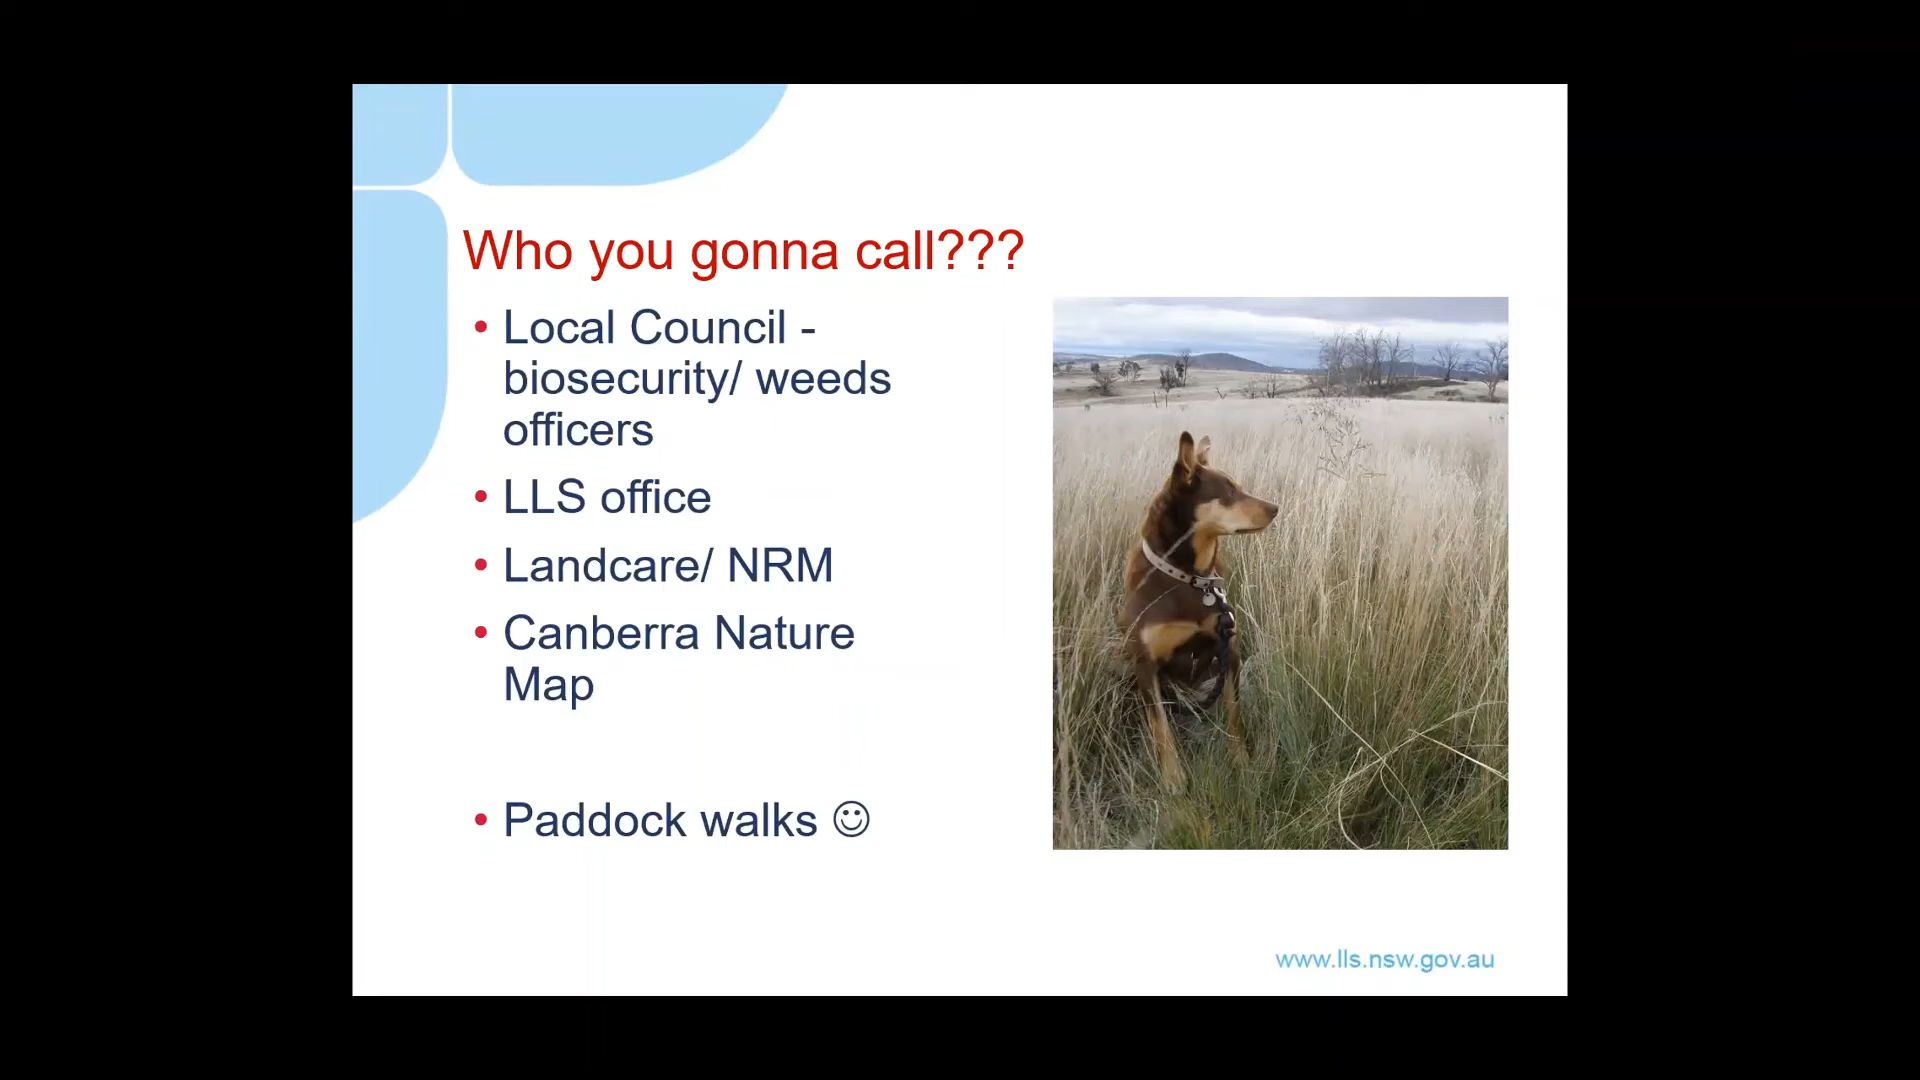 Who you gonna call???
• Local Council -
biosecurity/ weeds
officers
• LLS office
• Landcare/ NRM
• Canberra Nature
Map
• Paddock walks ☺
www.lls.nsw.gov.au